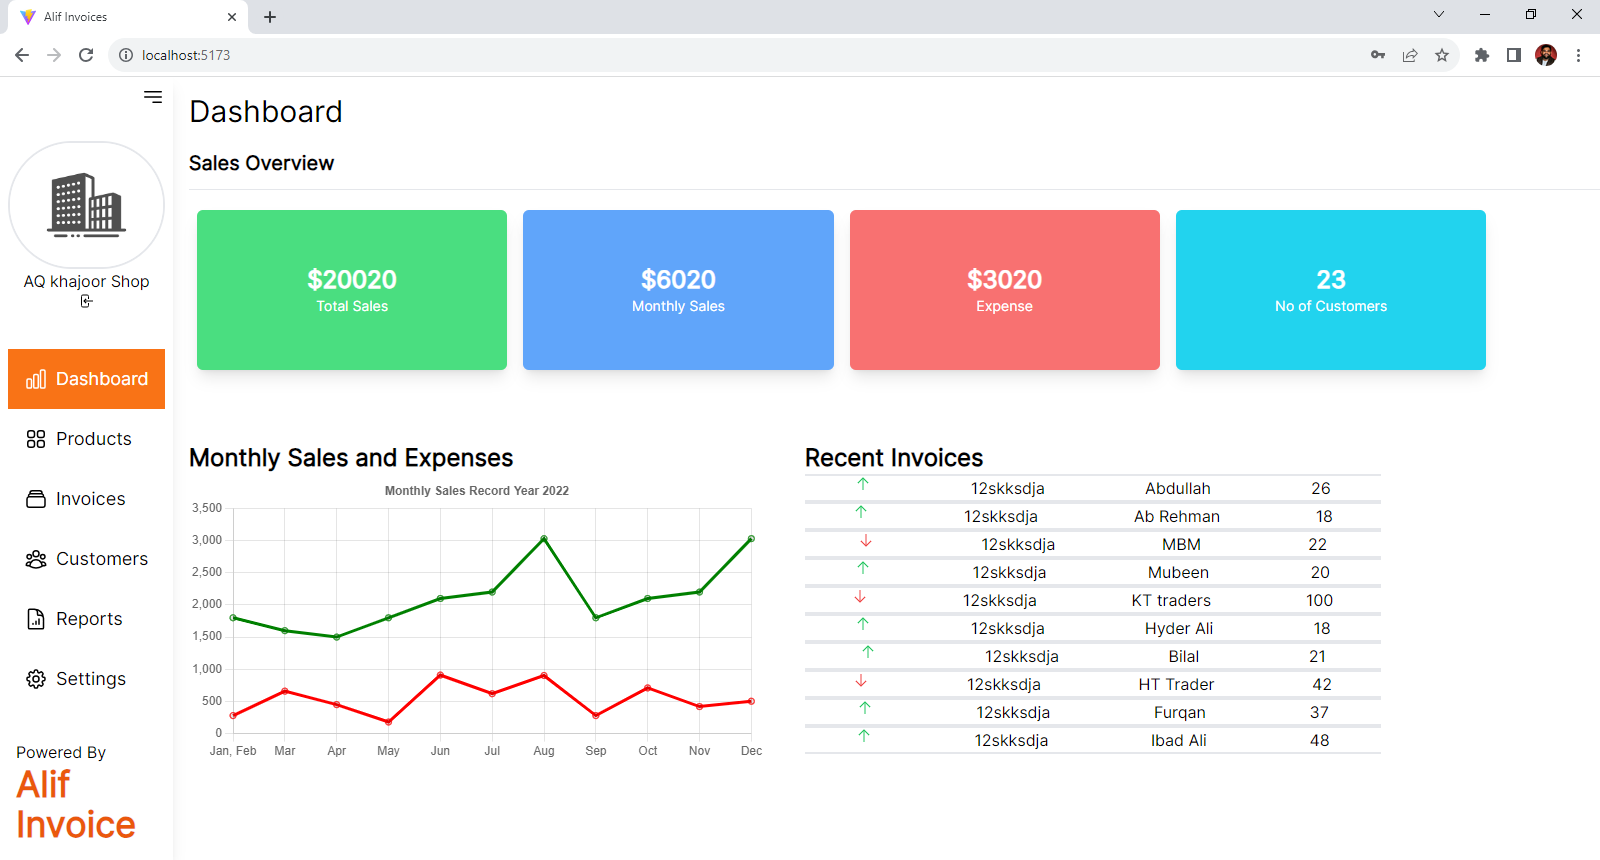 Alif Invoices
localhost:5173
AQ khajoor Shop
Dashboard
Products
Invoices
Customers
Reports
Settings
Powered By
Alif
Invoice
Dashboard
Sales Overview
$20020
Total Sales
$6020
Monthly Sales
$3020
Expense
23
No of Customers
Monthly Sales and Expenses
Monthly Sales Record Year 2022
3,500
3,000
2,500
2,000
1,500
1,000
500
0
Jan, Feb Mar Apr May Jun Jul Aug Sep Oct Nov Dec
Recent Invoices
12skksdja Abdullah 26
12skksdja Ab Rehman 18
12skksdja MBM 22
12skksdja Mubeen 20
12skksdja KT traders 100
12skksdja Hyder Ali 18
12skksdja Bilal 21
12skksdja HT Trader 42
12skksdja Furqan 37
12skksdja Ibad Ali 48